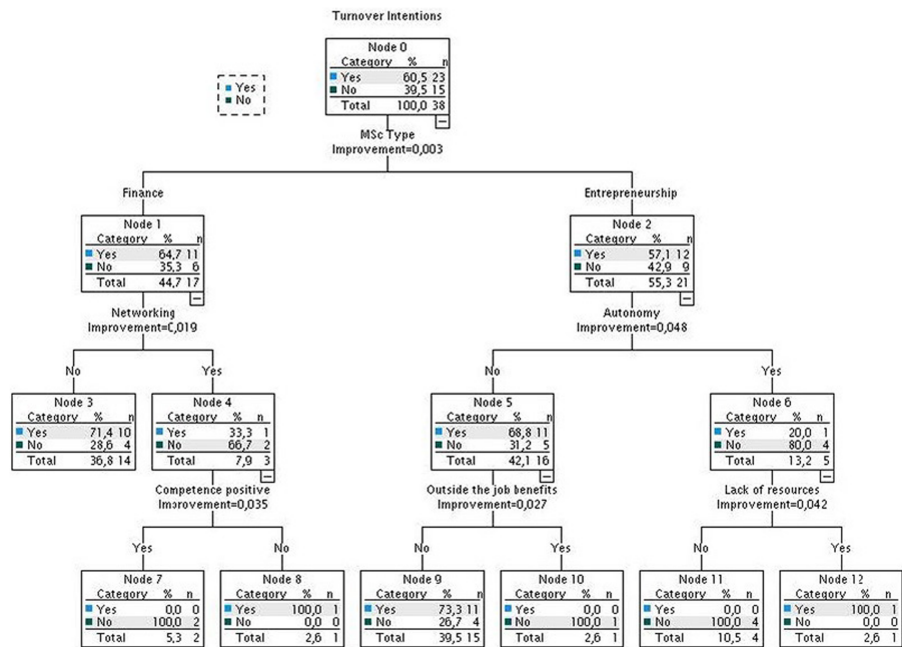 Turnover Intentions
Node 0
Category % n
Yes 60,5 23
No 39,5 15
Total 100,0 38
Yes
No
MSc Type
Improvement=0,003
Finance
Entrepreneurship
Node 1
Category % n
Yes 64,7 11
No 35,3 6
Total 44,7 17
Node 2
Category % n
Yes 57,1 12
No 42,9 9
Total 55,3 21
Networking
Improvement=0,019
Autonomy
Improvement=0,048
No
Yes
No
Yes
Node 3
Category % n
Yes 71,4 10
No 28,6 4
Total 36,8 14
Node 4
Category % n
Yes 33,3 1
No 66,7 2
Total 7,9 3
Node 5
Category % n
Yes 68,8 11
No 31,2 5
Total 42,1 16
Node 6
Category % n
Yes 20,0 1
No 80,0 4
Total 13,2 5
Competence positive
Improvement=0,035
Outside the job benefits
Improvement=0,027
Lack of resources
Improvement=0,042
Yes
No
No
Yes
No
Yes
Node 7
Category % n
Yes 0,0 0
No 100,0 2
Total 5,3 2
Node 8
Category % n
Yes 100,0 1
No 0,0 0
Total 2,6 1
Node 9
Category % n
Yes 73,3 11
No 26,7 4
Total 39,5 15
Node 10
Category % n
Yes 0,0 0
No 100,0 1
Total 2,6 1
Node 11
Category % n
Yes 0,0 0
No 100,0 4
Total 10,5 4
Node 12
Category % n
Yes 100,0 1
No 0,0 0
Total 2,6 1